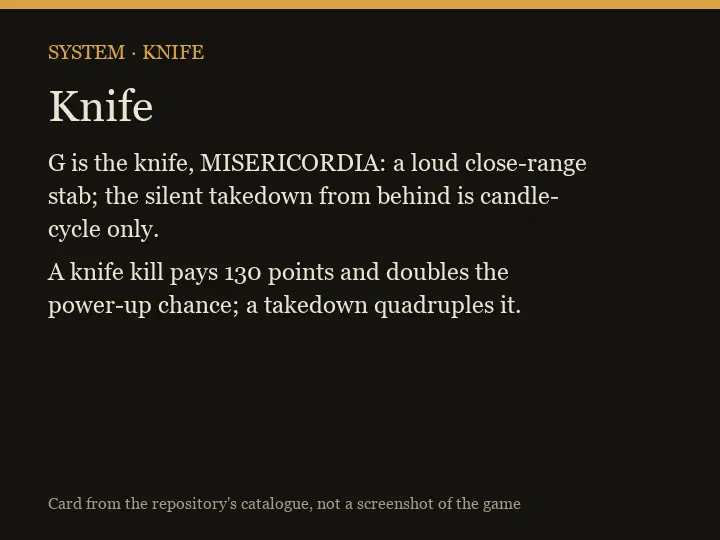 SYSTEM · KNIFE
Knife
G is the knife, MISERICORDIA: a loud close-range
stab; the silent takedown from behind is candle-
cycle only.
A knife kill pays 130 points and doubles the
power-up chance; a takedown quadruples it.
Card from the repository's catalogue, not a screenshot of the game